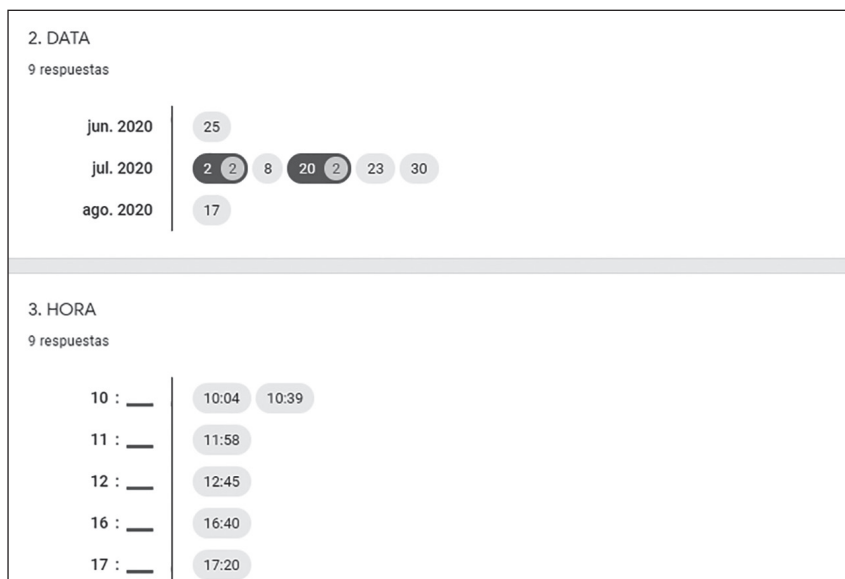 2. DATA
9 respuestas
jun. 2020 25
jul. 2020 2 2 8 20 2 23 30
ago. 2020 17
3. HORA
9 respuestas
10 : __ 10:04 10:39
11 : __ 11:58
12 : __ 12:45
16 : __ 16:40
17 : __ 17:20